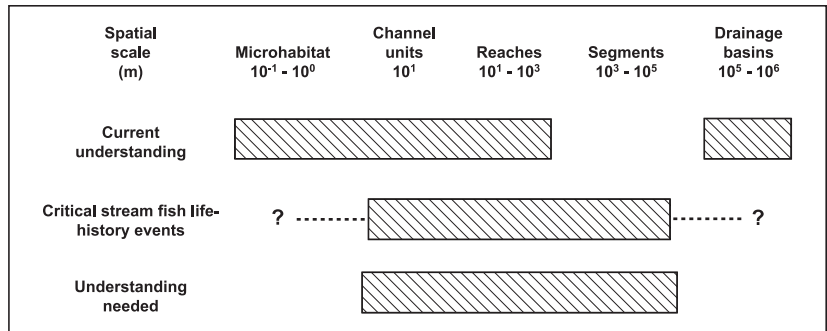 Spatial scale (m)
Microhabitat 10⁻¹ - 10⁰
Channel units 10¹
Reaches 10¹ - 10³
Segments 10³ - 10⁵
Drainage basins 10⁵ - 10⁶
Current
understanding
Critical stream fish life-
history events
? ?
Understanding
needed